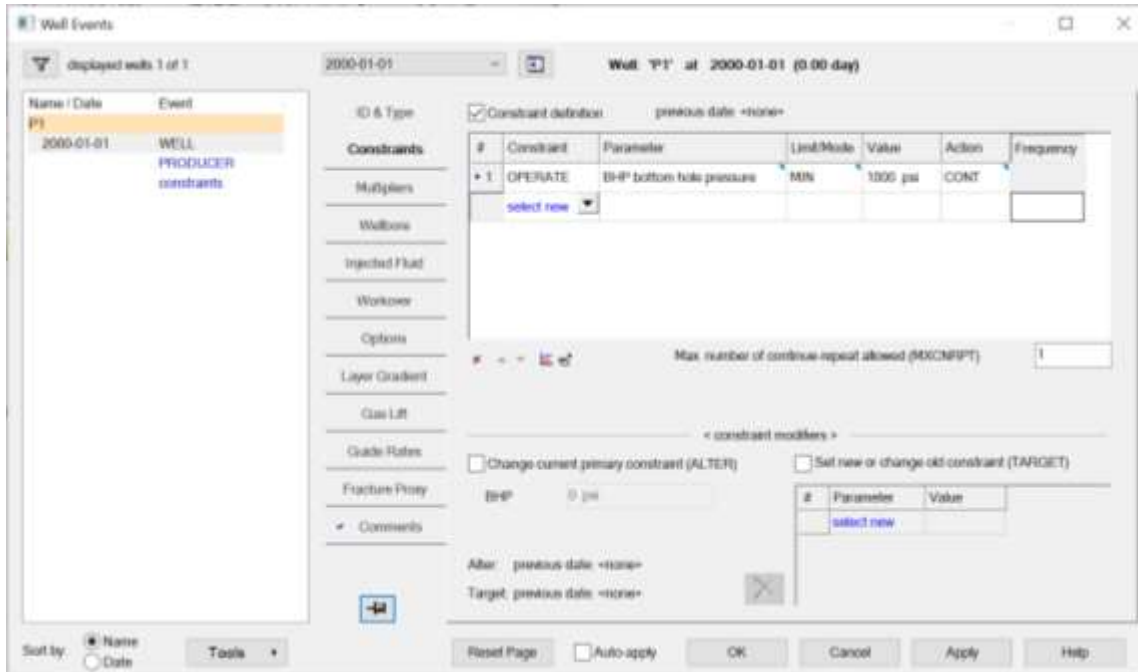 Well Events
displayed wells 1 of 1
2000-01-01
Well 'P1' at 2000-01-01 (0.00 day)
Name / Date Event
P1
2000-01-01 WELL
PRODUCER
constraints
ID & Type
Constraints
Multipliers
Wellbore
Injected Fluid
Workover
Options
Layer Gradient
Gas Lift
Guide Rates
Fracture Proxy
Comments
Constraint definition previous date: <none>
# Constraint Parameter Limit/Mode Value Action Frequency
1 OPERATE BHP bottom hole pressure MIN 1000 psi CONT
select new
Max. number of continue-repeat allowed (MXCNRPT) 1
< constraint modifiers >
Change current primary constraint (ALTER)
BHP 0 psi
Set new or change old constraint (TARGET)
# Parameter Value
select new
Alter: previous date: <none>
Target: previous date: <none>
Sort by: Name
Date
Tools
Reset Page
Auto-apply
OK
Cancel
Apply
Help